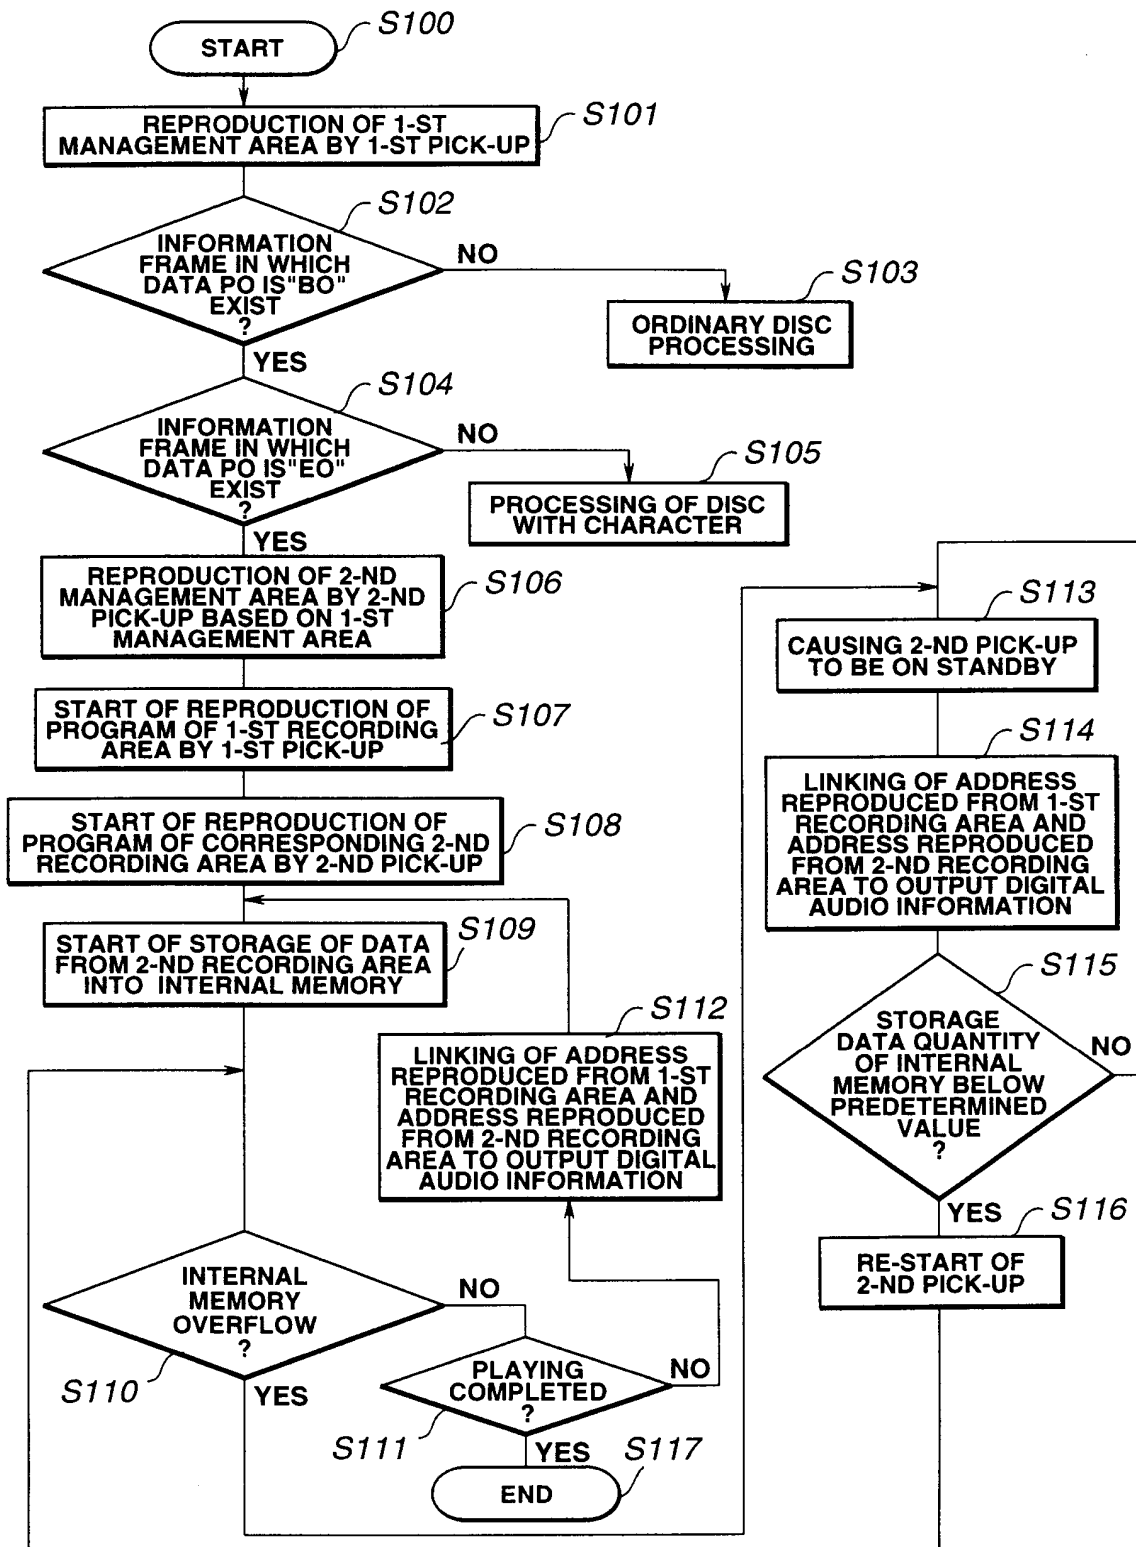 START
S100
REPRODUCTION OF 1-ST
MANAGEMENT AREA BY 1-ST PICK-UP
S101
S102
INFORMATION
FRAME IN WHICH
DATA PO IS"BO"
EXIST
?
NO
S103
ORDINARY DISC
PROCESSING
YES
S104
INFORMATION
FRAME IN WHICH
DATA PO IS"EO"
EXIST
?
NO
S105
PROCESSING OF DISC
WITH CHARACTER
YES
REPRODUCTION OF 2-ND
MANAGEMENT AREA BY 2-ND
PICK-UP BASED ON 1-ST
MANAGEMENT AREA
S106
START OF REPRODUCTION OF
PROGRAM OF 1-ST RECORDING
AREA BY 1-ST PICK-UP
S107
START OF REPRODUCTION OF
PROGRAM OF CORRESPONDING 2-ND
RECORDING AREA BY 2-ND PICK-UP
S108
START OF STORAGE OF DATA
FROM 2-ND RECORDING AREA
INTO INTERNAL MEMORY
S109
S112
LINKING OF ADDRESS
REPRODUCED FROM 1-ST
RECORDING AREA AND
ADDRESS REPRODUCED
FROM 2-ND RECORDING
AREA TO OUTPUT DIGITAL
AUDIO INFORMATION
INTERNAL
MEMORY
OVERFLOW
?
NO
S110
YES
PLAYING
COMPLETED
?
NO
S111
YES
S117
END
S113
CAUSING 2-ND PICK-UP
TO BE ON STANDBY
S114
LINKING OF ADDRESS
REPRODUCED FROM 1-ST
RECORDING AREA AND
ADDRESS REPRODUCED
FROM 2-ND RECORDING
AREA TO OUTPUT DIGITAL
AUDIO INFORMATION
S115
STORAGE
DATA QUANTITY
OF INTERNAL
MEMORY BELOW
PREDETERMINED
VALUE
?
NO
YES
S116
RE-START OF
2-ND PICK-UP